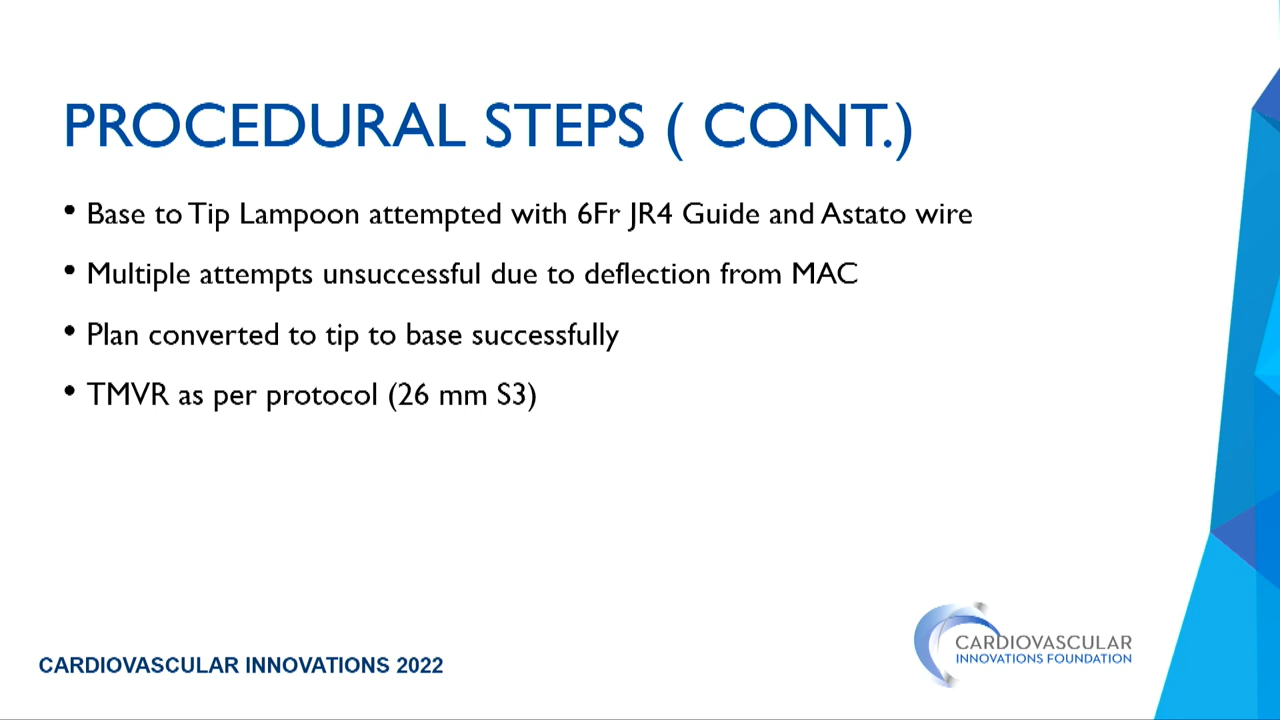 PROCEDURAL STEPS ( CONT.)
• Base to Tip Lampoon attempted with 6Fr JR4 Guide and Astato wire
• Multiple attempts unsuccessful due to deflection from MAC
• Plan converted to tip to base successfully
• TMVR as per protocol (26 mm S3)
CARDIOVASCULAR
INNOVATIONS FOUNDATION
CARDIOVASCULAR INNOVATIONS 2022